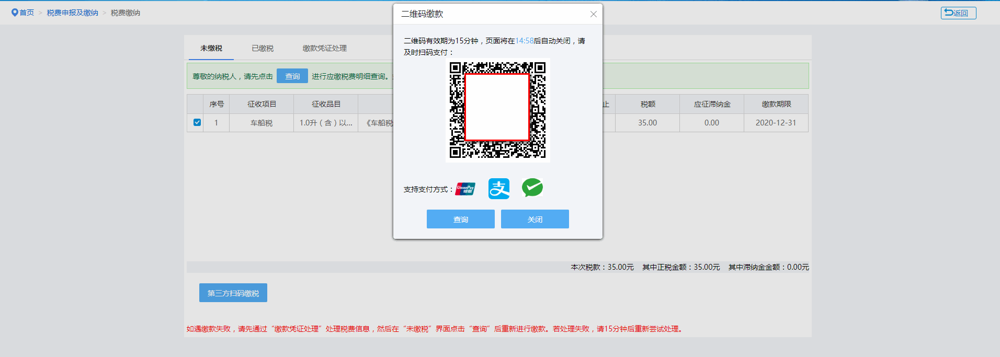 首页 > 税费申报及缴纳 > 税费缴纳
返回
二维码缴款
二维码有效期为15分钟，页面将在14:58后自动关闭，请
及时扫码支付：
支持支付方式：
UnionPay
银联
支
查询 关闭
未缴税 已缴税 缴款凭证处理
尊敬的纳税人，请先点击 查询 进行应缴税费明细查询。
序号 征收项目 征收品目 止 税额 应征滞纳金 缴款期限
1 车船税 1.0升（含）以... 《车船税 35.00 0.00 2020-12-31
本次税款：35.00元 其中正税金额：35.00元 其中滞纳金金额：0.00元
第三方扫码缴税
如遇缴款失败，请先通过“缴款凭证处理”处理税费信息，然后在“未缴税”界面点击“查询”后重新进行缴款。若处理失败，请15分钟后重新尝试处理。